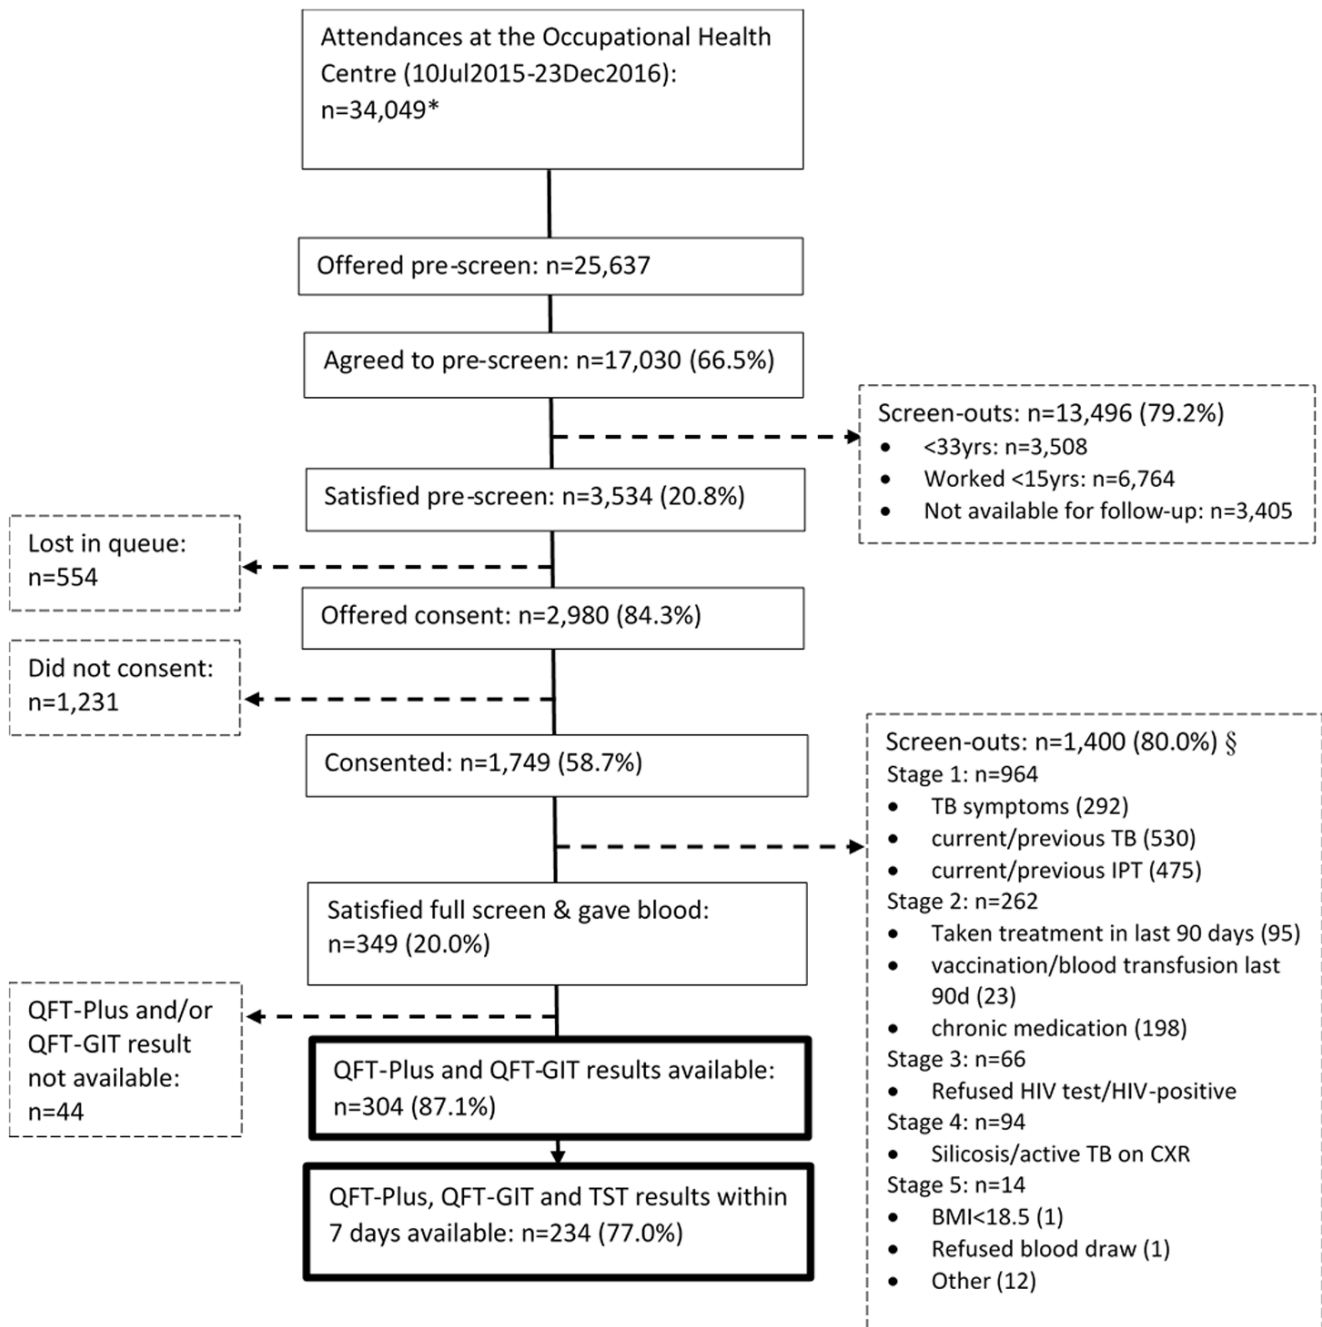 Attendances at the Occupational Health
Centre (10Jul2015-23Dec2016):
n=34,049*
Offered pre-screen: n=25,637
Agreed to pre-screen: n=17,030 (66.5%)
Screen-outs: n=13,496 (79.2%)
• <33yrs: n=3,508
• Worked <15yrs: n=6,764
• Not available for follow-up: n=3,405
Satisfied pre-screen: n=3,534 (20.8%)
Lost in queue:
n=554
Offered consent: n=2,980 (84.3%)
Did not consent:
n=1,231
Consented: n=1,749 (58.7%)
Screen-outs: n=1,400 (80.0%) §
Stage 1: n=964
• TB symptoms (292)
• current/previous TB (530)
• current/previous IPT (475)
Stage 2: n=262
• Taken treatment in last 90 days (95)
• vaccination/blood transfusion last
90d (23)
• chronic medication (198)
Stage 3: n=66
• Refused HIV test/HIV-positive
Stage 4: n=94
• Silicosis/active TB on CXR
Stage 5: n=14
• BMI<18.5 (1)
• Refused blood draw (1)
• Other (12)
Satisfied full screen & gave blood:
n=349 (20.0%)
QFT-Plus and/or
QFT-GIT result
not available:
n=44
QFT-Plus and QFT-GIT results available:
n=304 (87.1%)
QFT-Plus, QFT-GIT and TST results within
7 days available: n=234 (77.0%)